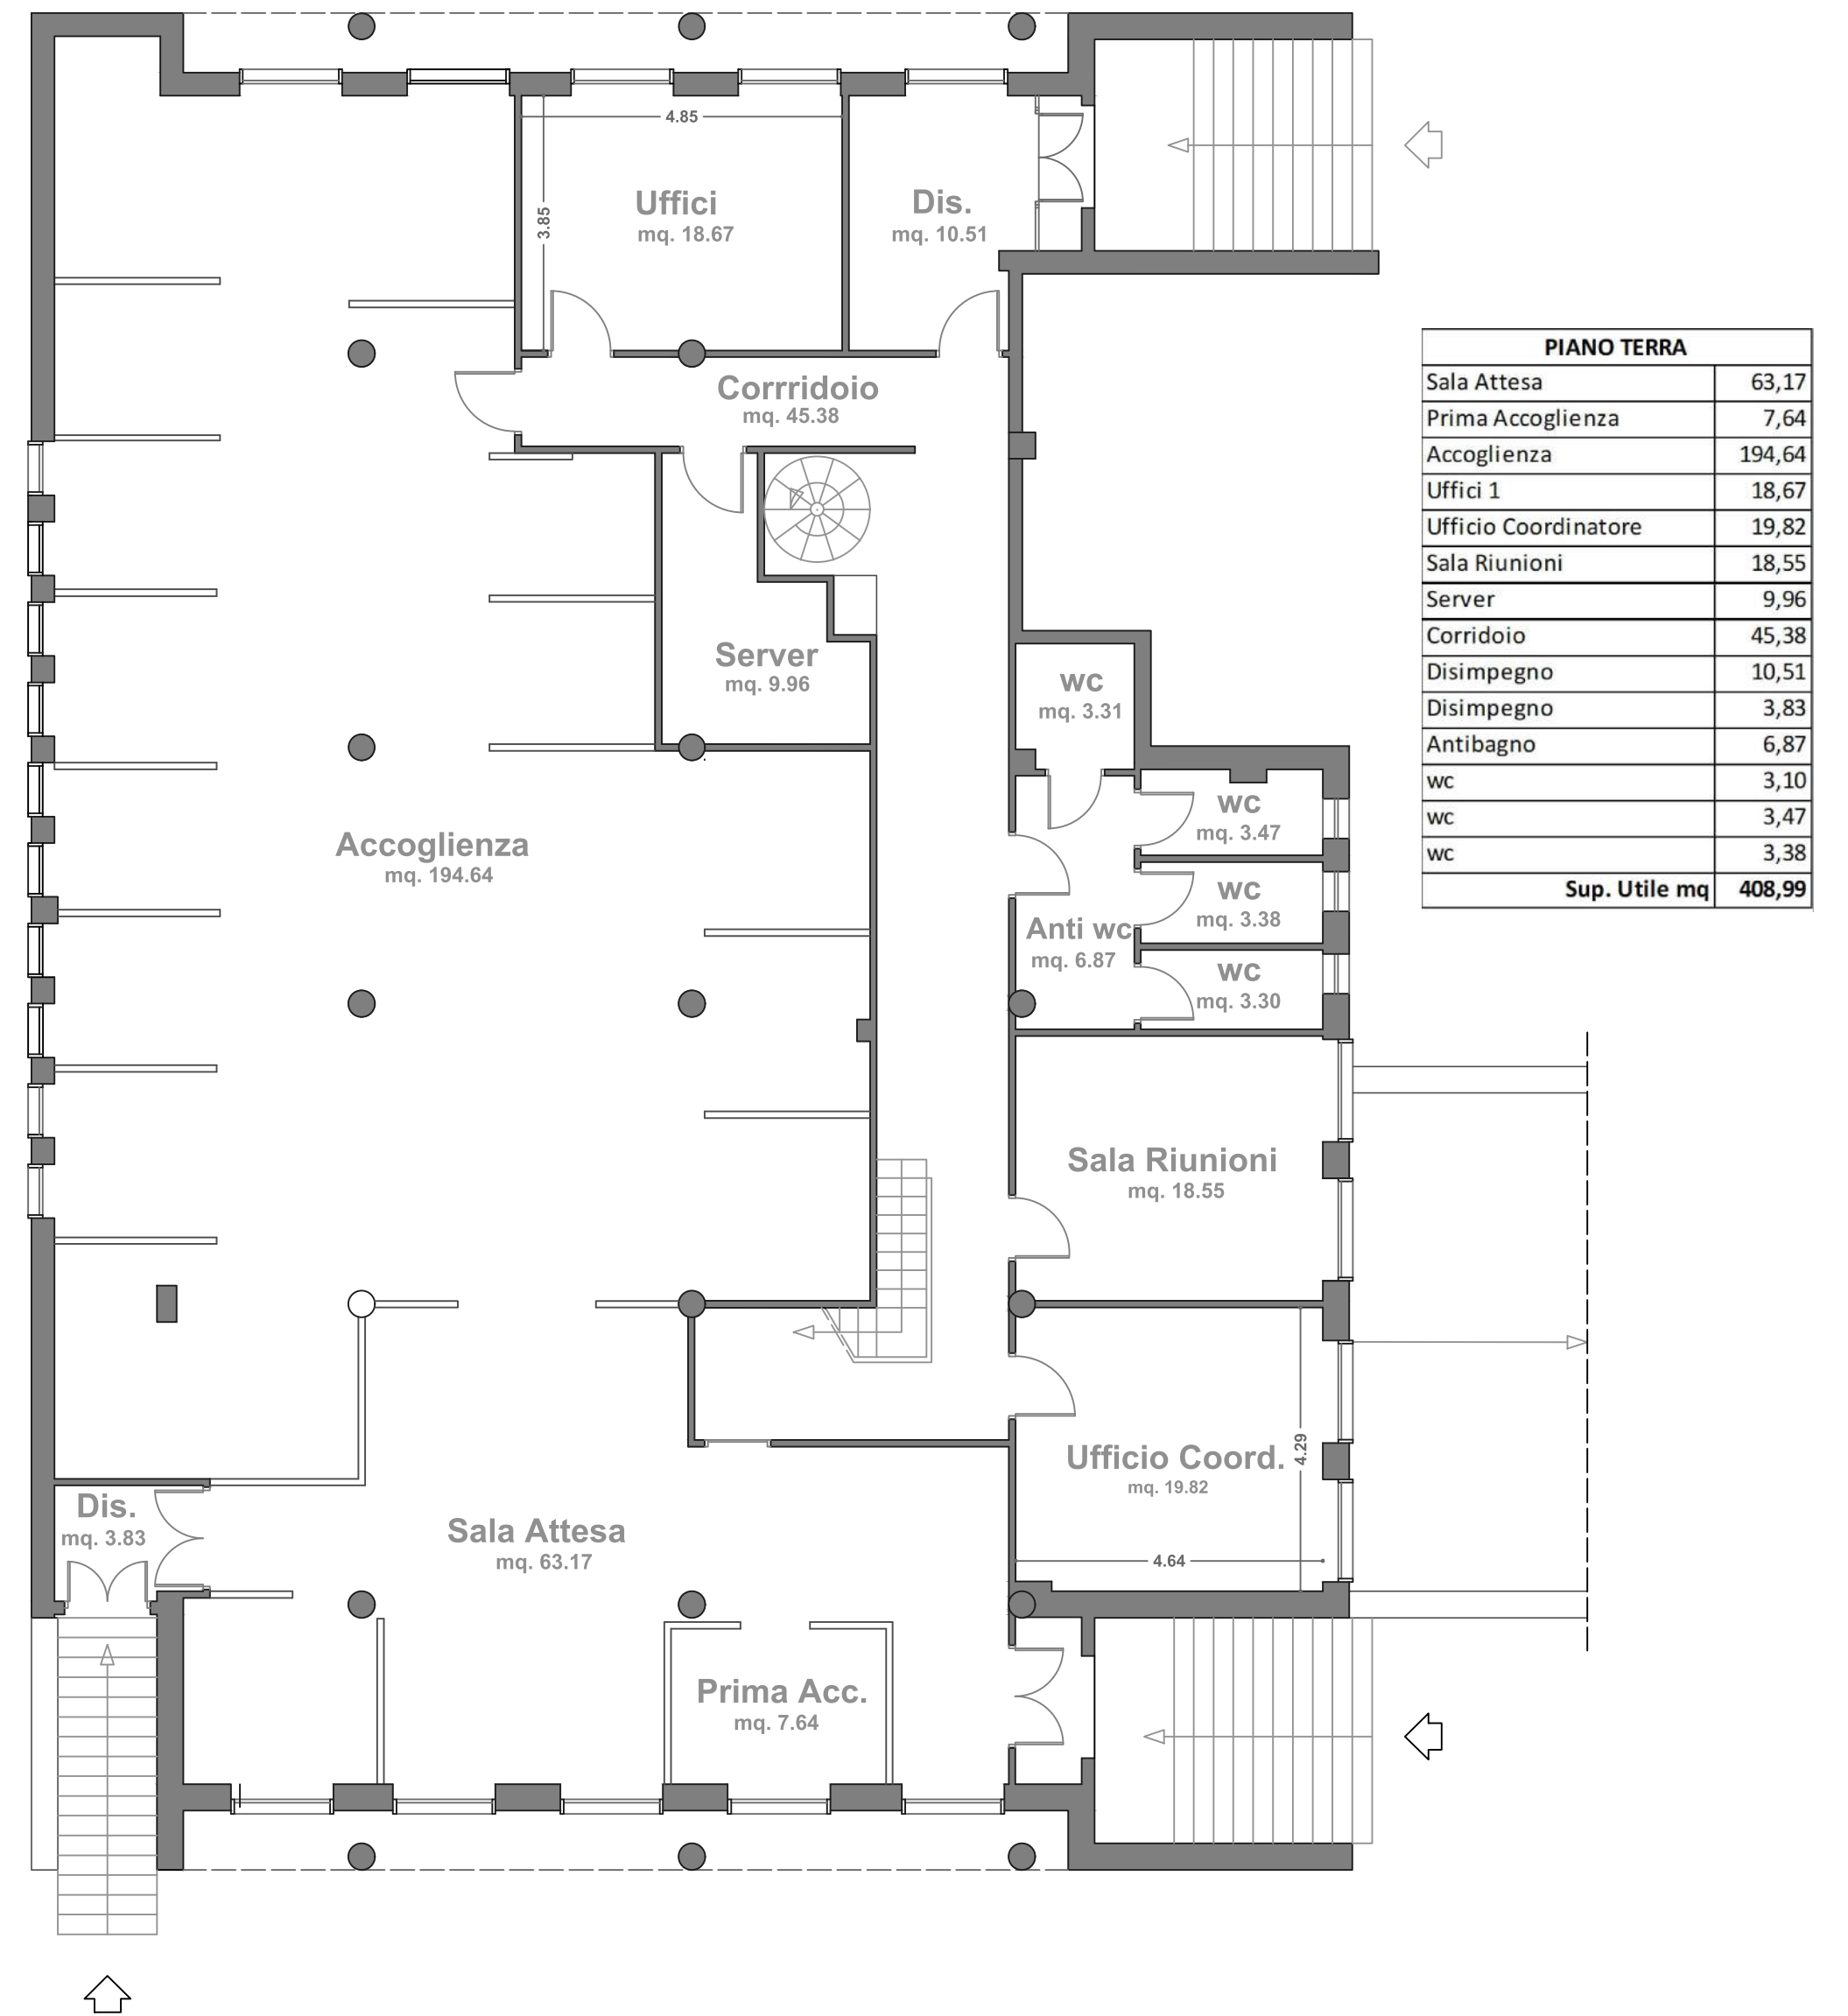 4.85
3.85
Uffici
mq. 18.67
Dis.
mq. 10.51
Corrridoio
mq. 45.38
Server
mq. 9.96
wc
mq. 3.31
wc
mq. 3.47
wc
mq. 3.38
Anti wc
mq. 6.87
wc
mq. 3.30
Accoglienza
mq. 194.64
Sala Riunioni
mq. 18.55
Ufficio Coord.
mq. 19.82
4.29
4.64
Dis.
mq. 3.83
Sala Attesa
mq. 63.17
Prima Acc.
mq. 7.64
PIANO TERRA
Sala Attesa 63,17
Prima Accoglienza 7,64
Accoglienza 194,64
Uffici 1 18,67
Ufficio Coordinatore 19,82
Sala Riunioni 18,55
Server 9,96
Corridoio 45,38
Disimpegno 10,51
Disimpegno 3,83
Antibagno 6,87
wc 3,10
wc 3,47
wc 3,38
Sup. Utile mq 408,99